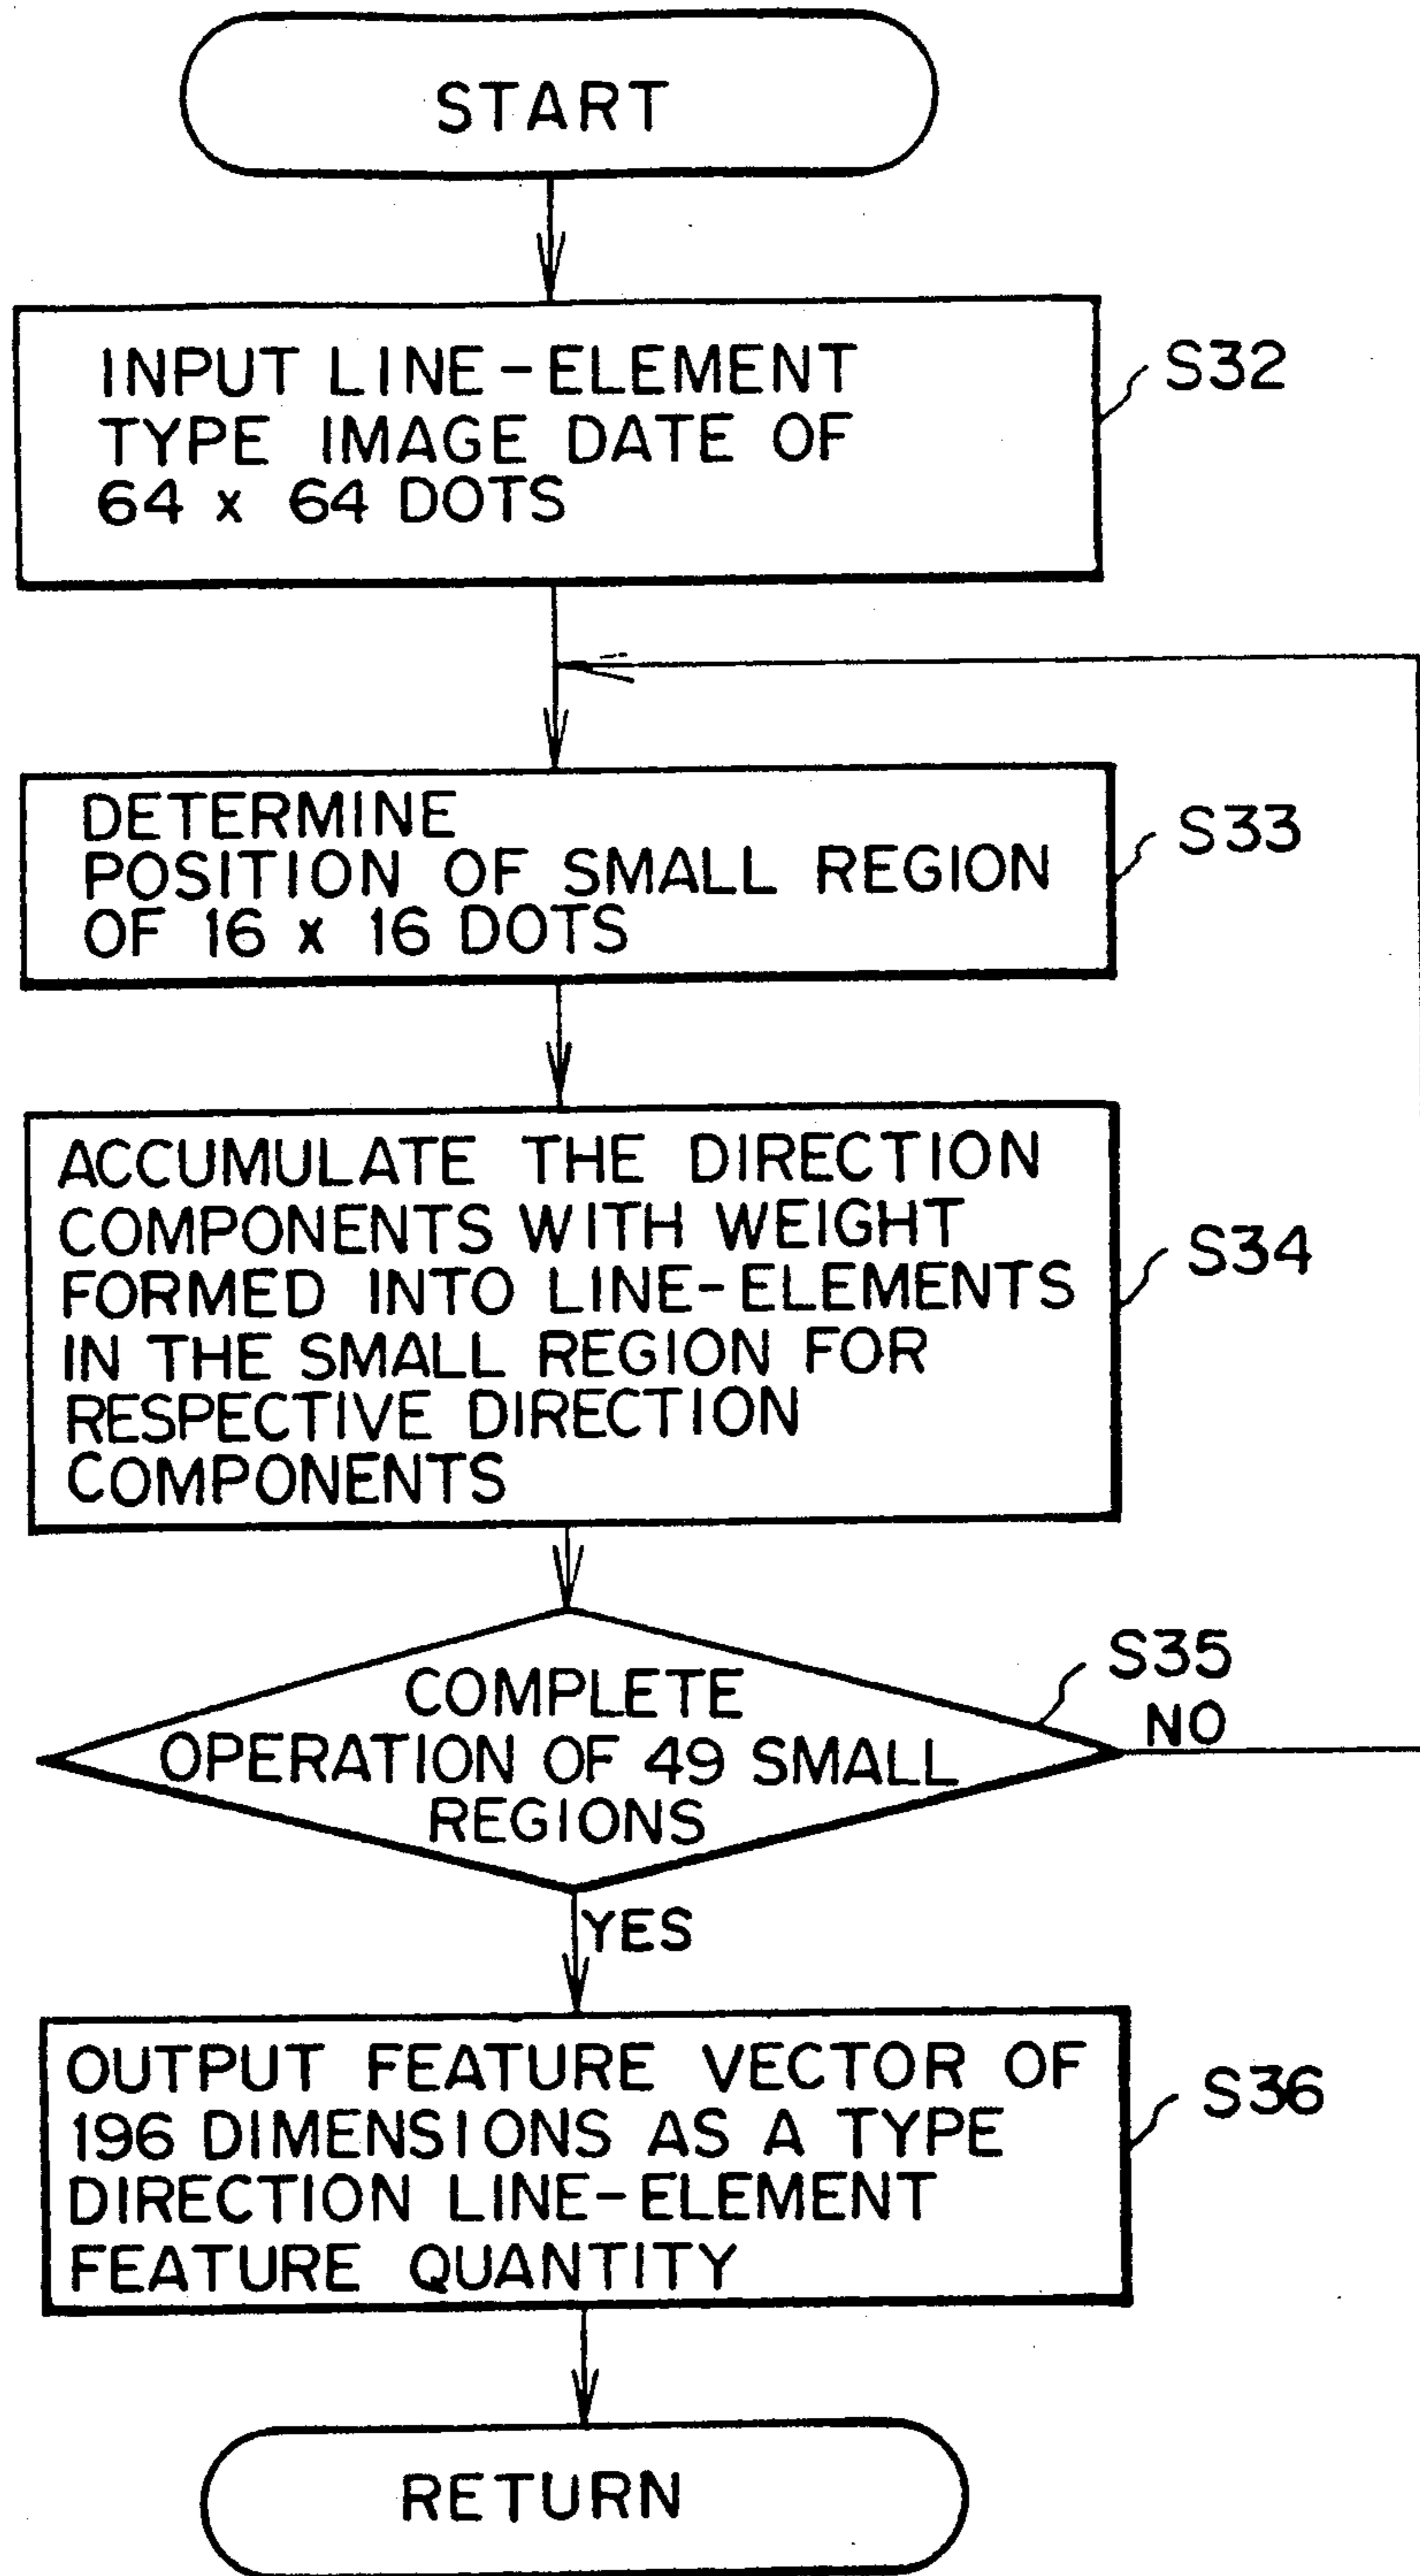 START
INPUT LINE-ELEMENT
TYPE IMAGE DATE OF
64 x 64 DOTS
S32
DETERMINE
POSITION OF SMALL REGION
OF 16 x 16 DOTS
S33
ACCUMULATE THE DIRECTION
COMPONENTS WITH WEIGHT
FORMED INTO LINE-ELEMENTS
IN THE SMALL REGION FOR
RESPECTIVE DIRECTION
COMPONENTS
S34
COMPLETE
OPERATION OF 49 SMALL
REGIONS
S35
NO
YES
OUTPUT FEATURE VECTOR OF
196 DIMENSIONS AS A TYPE
DIRECTION LINE-ELEMENT
FEATURE QUANTITY
S36
RETURN